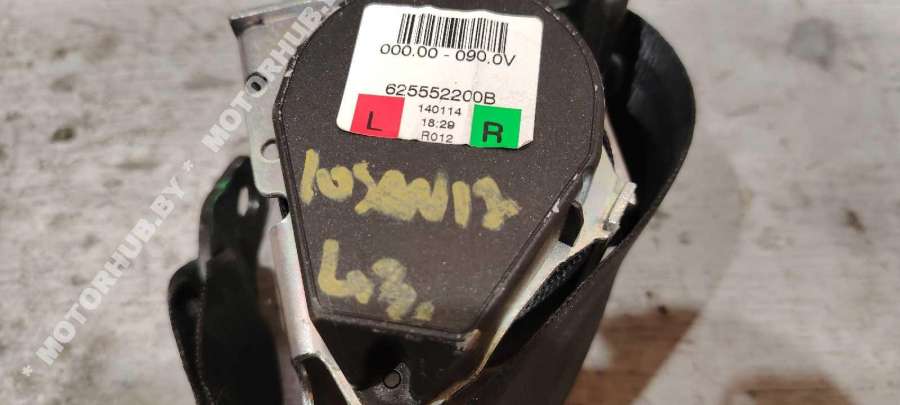 000.00 - 090.0V
625552200B
140114
L
18:29
R
R012
* MOTORHUB.BY * MOTORHUB.BY *